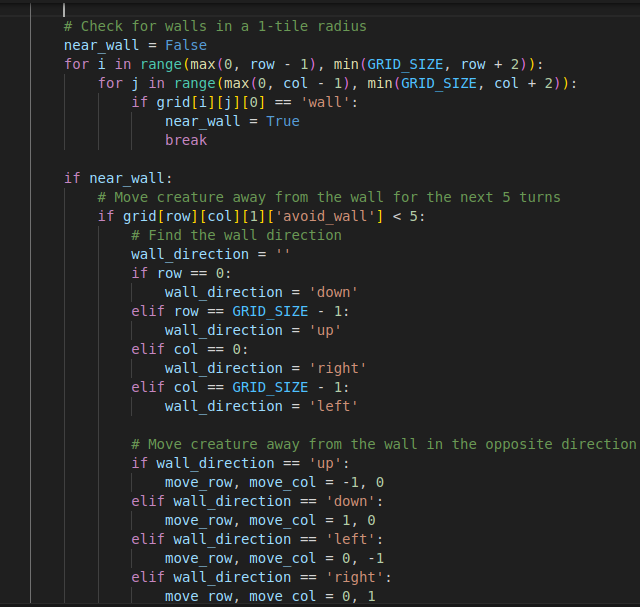 # Check for walls in a 1-tile radius
near_wall = False
for i in range(max(0, row - 1), min(GRID_SIZE, row + 2)):
    for j in range(max(0, col - 1), min(GRID_SIZE, col + 2)):
        if grid[i][j][0] == 'wall':
            near_wall = True
            break

if near_wall:
    # Move creature away from the wall for the next 5 turns
    if grid[row][col][1]['avoid_wall'] < 5:
        # Find the wall direction
        wall_direction = ''
        if row == 0:
            wall_direction = 'down'
        elif row == GRID_SIZE - 1:
            wall_direction = 'up'
        elif col == 0:
            wall_direction = 'right'
        elif col == GRID_SIZE - 1:
            wall_direction = 'left'

        # Move creature away from the wall in the opposite direction
        if wall_direction == 'up':
            move_row, move_col = -1, 0
        elif wall_direction == 'down':
            move_row, move_col = 1, 0
        elif wall_direction == 'left':
            move_row, move_col = 0, -1
        elif wall_direction == 'right':
            move_row, move_col = 0, 1